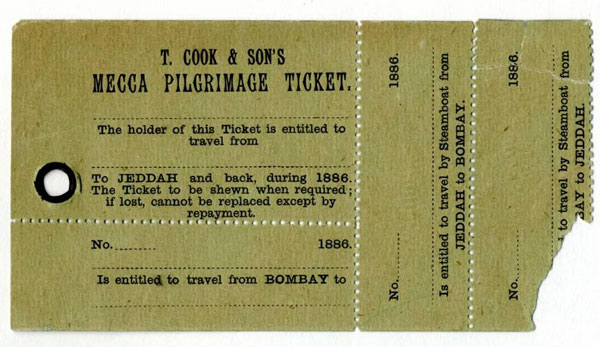 T. COOK & SON'S
MECCA PILGRIMAGE TICKET.
The holder of this Ticket is entitled to
travel from
To JEDDAH and back, during 1886.
The Ticket to be shewn when required;
if lost, cannot be replaced except by
repayment.
No. 1886.
Is entitled to travel from BOMBAY to
No. 1886.
Is entitled to travel by Steamboat from
JEDDAH to BOMBAY.
No. 1886.
to travel by Steamboat from
BAY to JEDDAH.